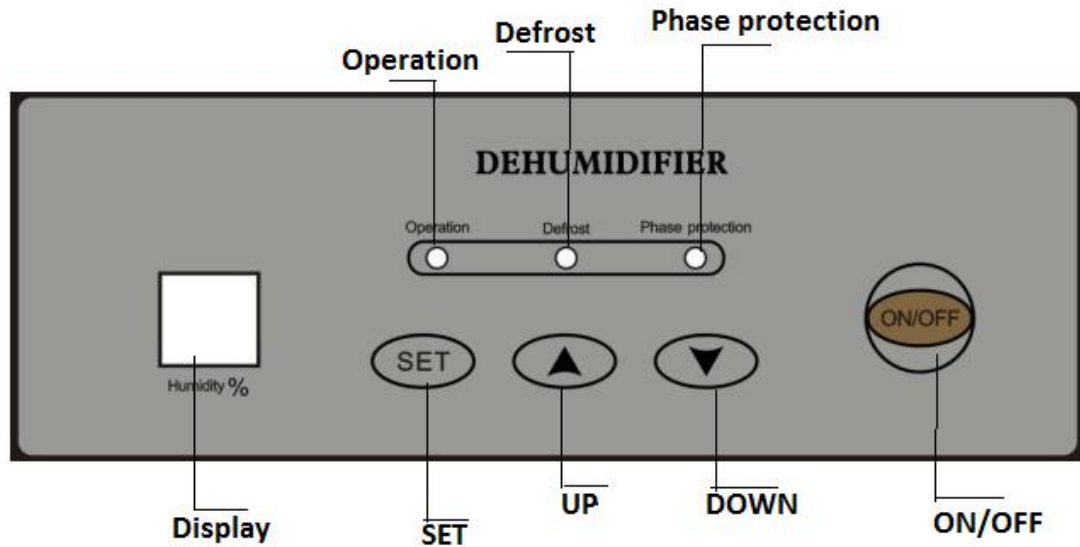 Phase protection
Defrost
Operation
DEHUMIDIFIER
Operation Defrost Phase protection
ON/OFF
SET
Humidity %
UP DOWN
Display SET ON/OFF